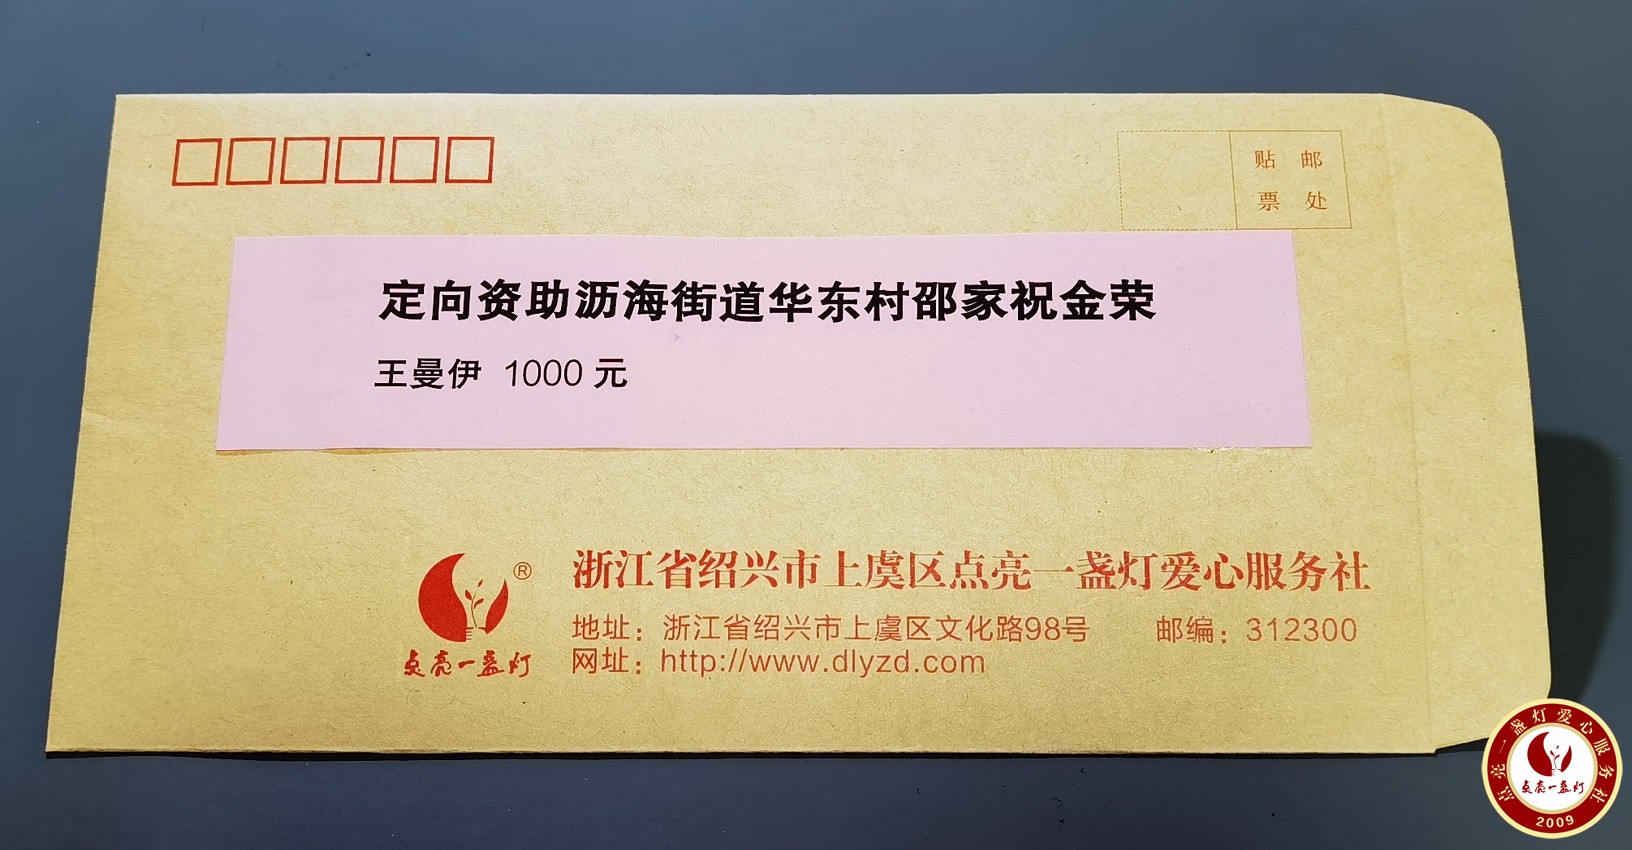 贴 邮
票 处
定向资助沥海街道华东村邵家祝金荣
王曼伊 1000 元
®
浙江省绍兴市上虞区点亮一盏灯爱心服务社
地址：浙江省绍兴市上虞区文化路98号 邮编：312300
点亮一盏灯
网址：http://www.dlyzd.com
点亮一盏灯爱心服务社
点亮一盏灯
2009